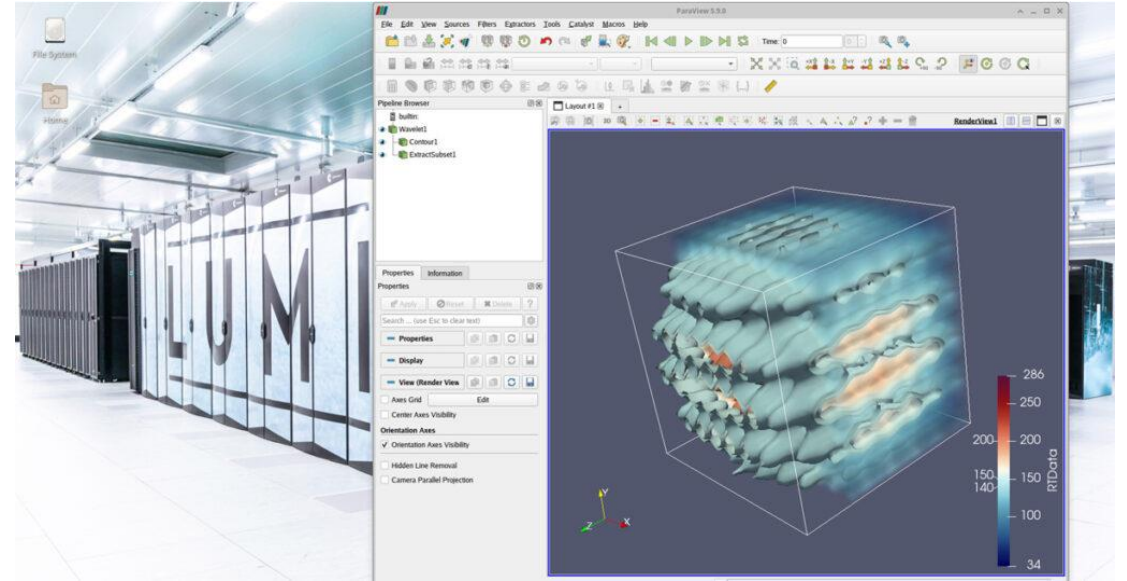 File System
Home
ParaView 5.9.0
File Edit View Sources Filters Extractors Tools Catalyst Macros Help
Time: 0
Pipeline Browser
Layout #1
builtin:
RenderView1
Wavelet1
Contour1
ExtractSubset1
Properties Information
Properties
Apply Reset Delete ?
Search ... (use Esc to clear text)
Properties
Display
View (Render View
Axes Grid Edit
Center Axes Visibility
Orientation Axes
Orientation Axes Visibility
Hidden Line Removal
Camera Parallel Projection
LUMI
286
250
200 200
150 150
140
100
34
RTData
Y
Z X